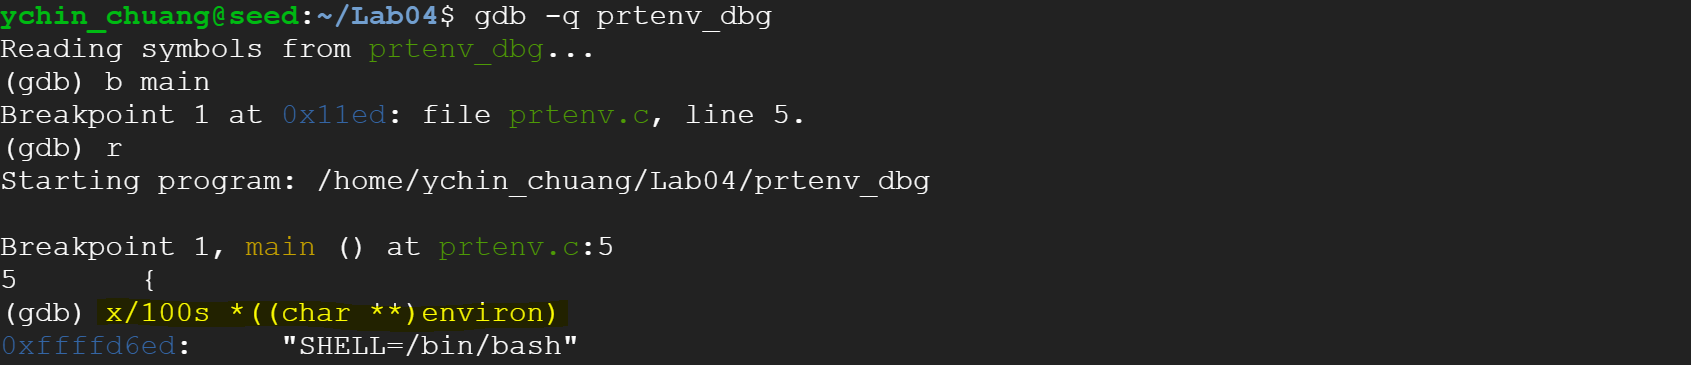 ychin_chuang@seed:~/Lab04$ gdb -q prtenv_dbg
Reading symbols from prtenv_dbg...
(gdb) b main
Breakpoint 1 at 0x11ed: file prtenv.c, line 5.
(gdb) r
Starting program: /home/ychin_chuang/Lab04/prtenv_dbg
Breakpoint 1, main () at prtenv.c:5
5       {
(gdb) x/100s *((char **)environ)
0xffffd6ed:     "SHELL=/bin/bash"